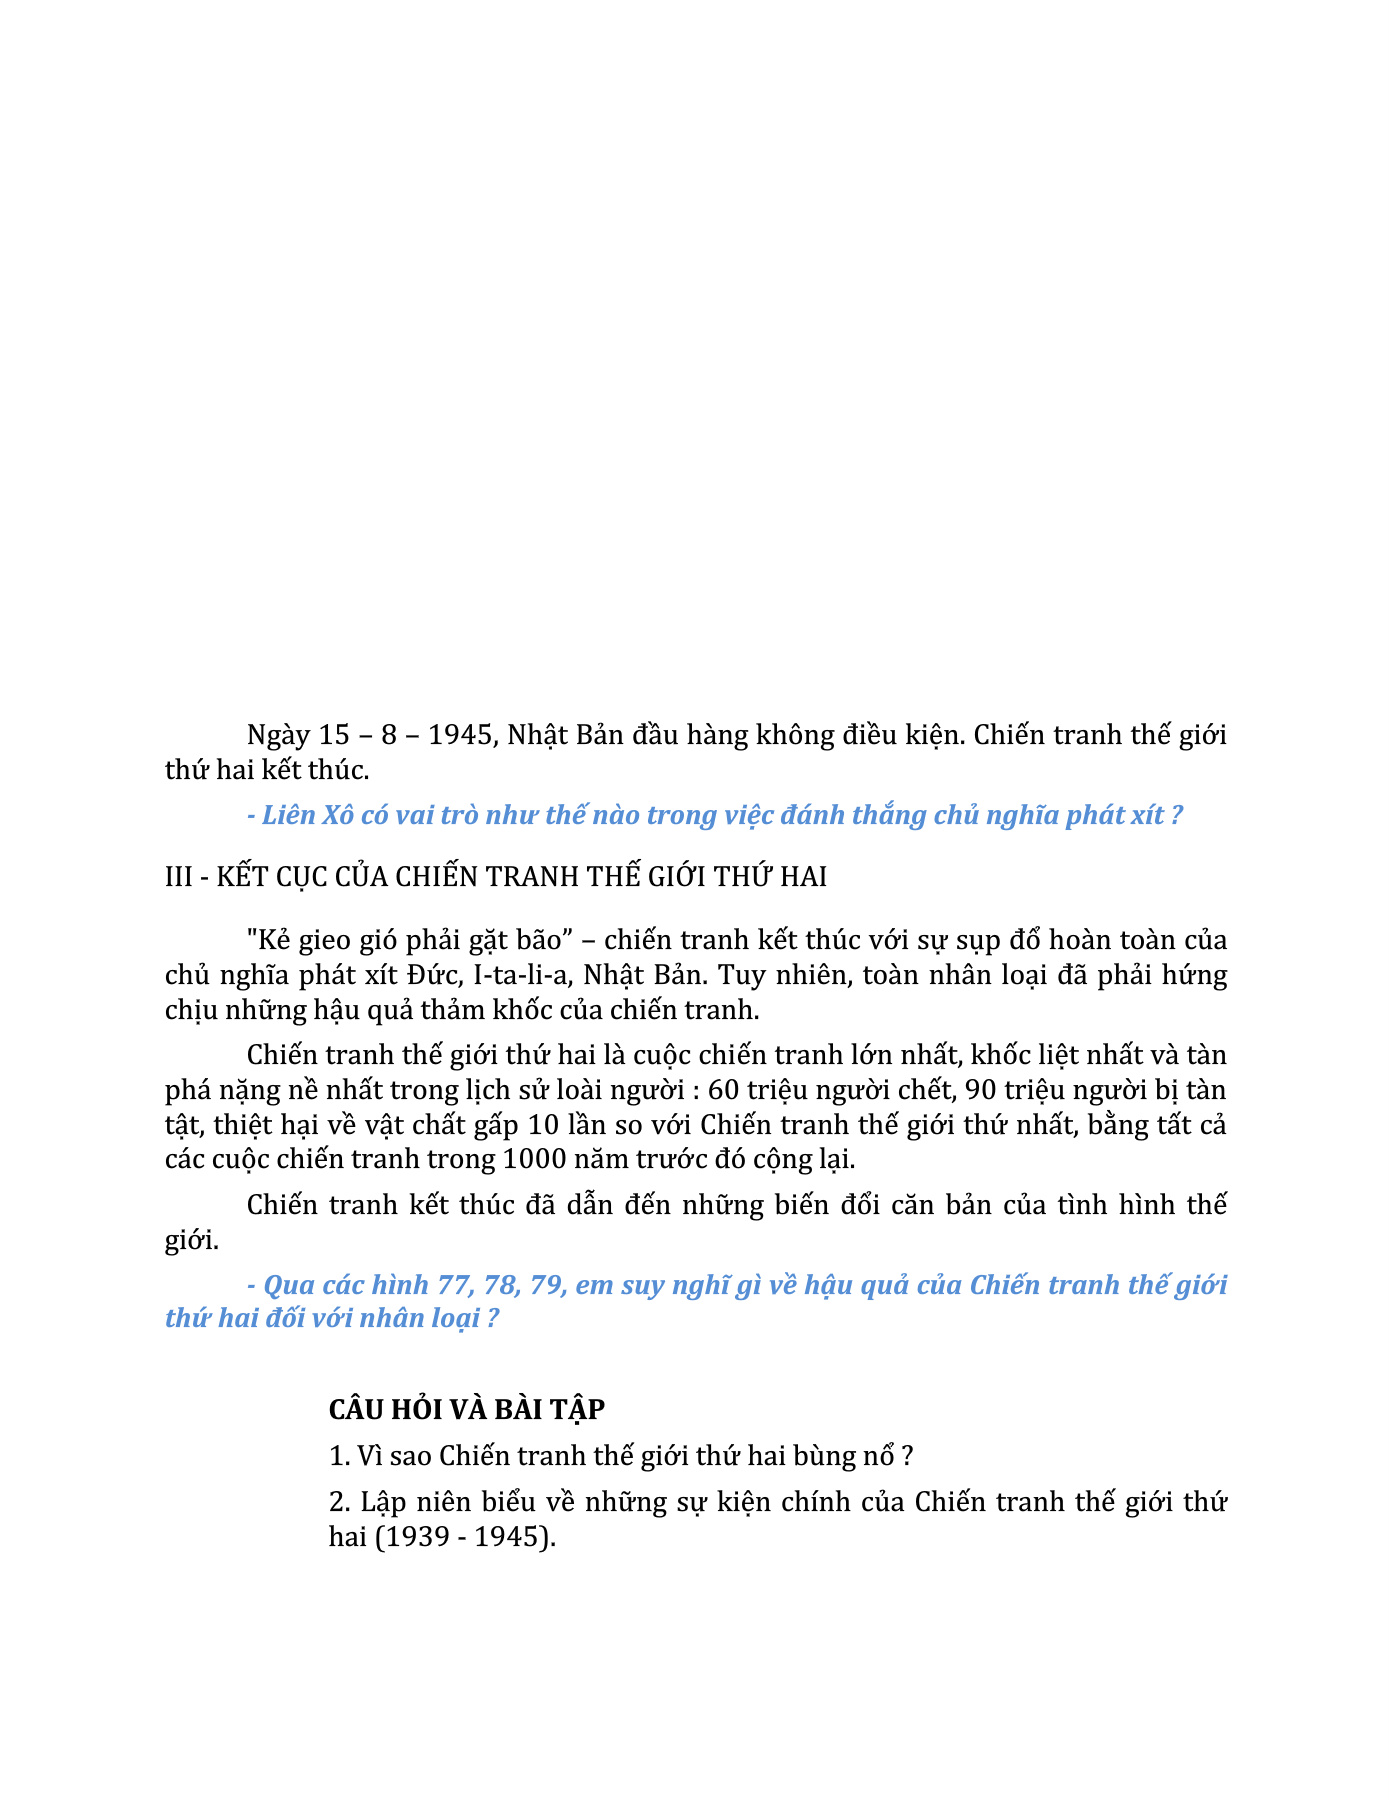 Ngày 15 – 8 – 1945, Nhật Bản đầu hàng không điều kiện. Chiến tranh thế giới
thứ hai kết thúc.
- Liên Xô có vai trò như thế nào trong việc đánh thắng chủ nghĩa phát xít ?
III - KẾT CỤC CỦA CHIẾN TRANH THẾ GIỚI THỨ HAI
"Kẻ gieo gió phải gặt bão” – chiến tranh kết thúc với sự sụp đổ hoàn toàn của
chủ nghĩa phát xít Đức, I-ta-li-a, Nhật Bản. Tuy nhiên, toàn nhân loại đã phải hứng
chịu những hậu quả thảm khốc của chiến tranh.
Chiến tranh thế giới thứ hai là cuộc chiến tranh lớn nhất, khốc liệt nhất và tàn
phá nặng nề nhất trong lịch sử loài người : 60 triệu người chết, 90 triệu người bị tàn
tật, thiệt hại về vật chất gấp 10 lần so với Chiến tranh thế giới thứ nhất, bằng tất cả
các cuộc chiến tranh trong 1000 năm trước đó cộng lại.
Chiến tranh kết thúc đã dẫn đến những biến đổi căn bản của tình hình thế
giới.
- Qua các hình 77, 78, 79, em suy nghĩ gì về hậu quả của Chiến tranh thế giới
thứ hai đối với nhân loại ?
CÂU HỎI VÀ BÀI TẬP
1. Vì sao Chiến tranh thế giới thứ hai bùng nổ ?
2. Lập niên biểu về những sự kiện chính của Chiến tranh thế giới thứ
hai (1939 - 1945).